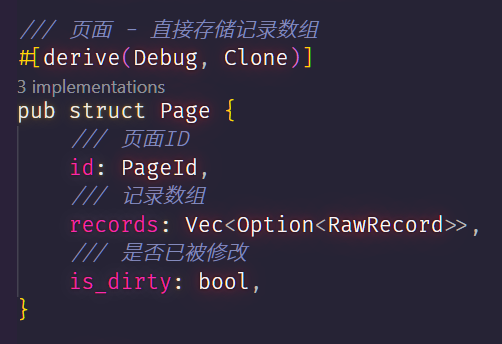 /// 页面 - 直接存储记录数组
#[derive(Debug, Clone)]
3 implementations
pub struct Page {
    /// 页面ID
    id: PageId,
    /// 记录数组
    records: Vec<Option<RawRecord>>,
    /// 是否已被修改
    is_dirty: bool,
}